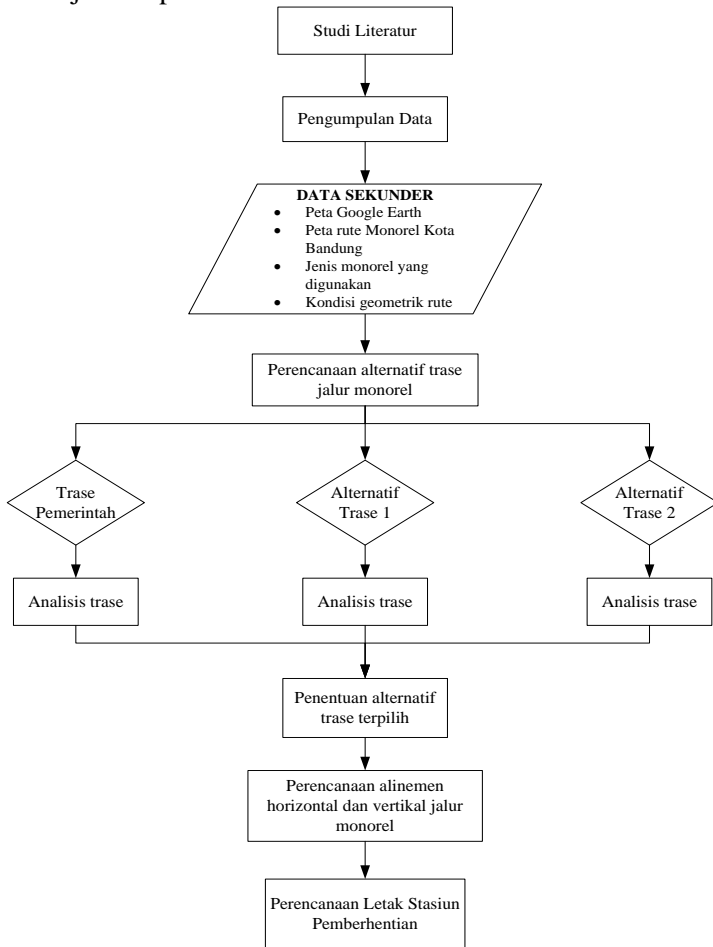 Studi Literatur
Pengumpulan Data
DATA SEKUNDER
• Peta Google Earth
• Peta rute Monorel Kota
Bandung
• Jenis monorel yang
digunakan
• Kondisi geometrik rute
Perencanaan alternatif trase
jalur monorel
Trase
Pemerintah
Alternatif
Trase 1
Alternatif
Trase 2
Analisis trase
Analisis trase
Analisis trase
Penentuan alternatif
trase terpilih
Perencanaan alinemen
horizontal dan vertikal jalur
monorel
Perencanaan Letak Stasiun
Pemberhentian